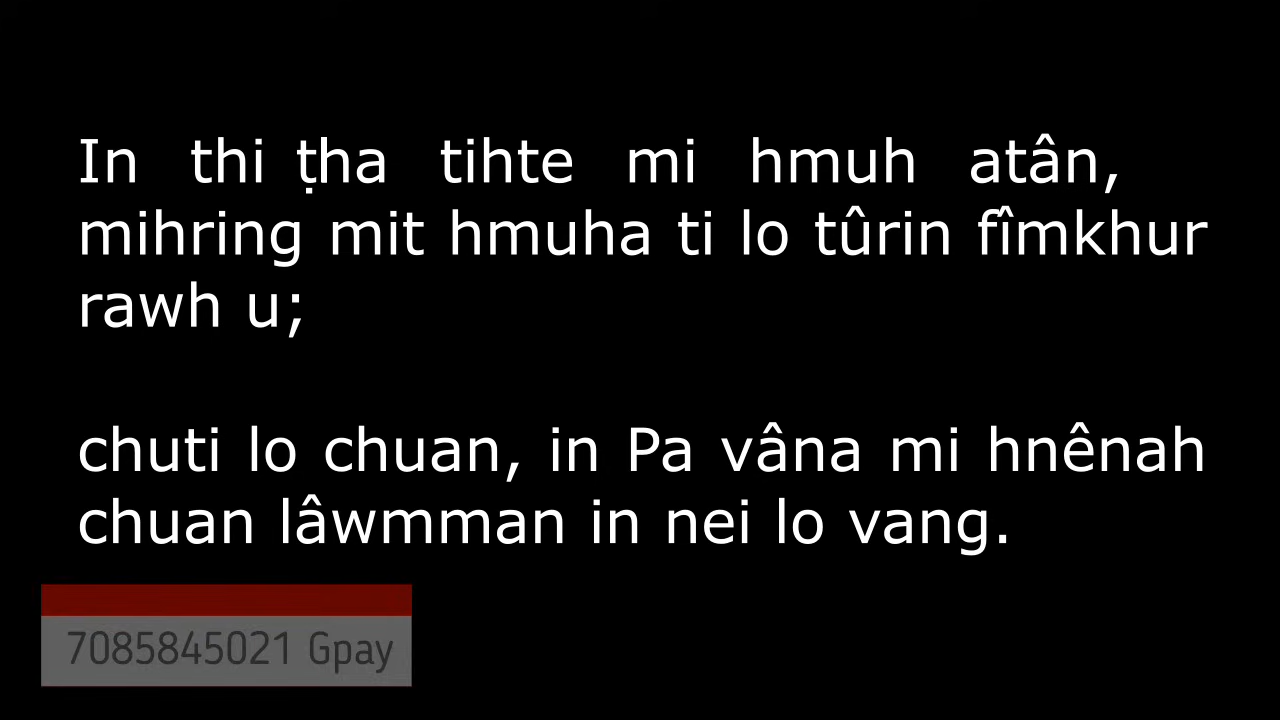 In thi ṭha tihte mi hmuh atân,
mihring mit hmuha ti lo tûrin fîmkhur
rawh u;
chuti lo chuan, in Pa vâna mi hnênah
chuan lâwmman in nei lo vang.
7085845021 Gpay